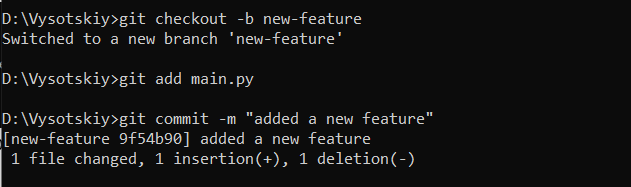 D:\Vysotskiy>git checkout -b new-feature
Switched to a new branch 'new-feature'
D:\Vysotskiy>git add main.py
D:\Vysotskiy>git commit -m "added a new feature"
[new-feature 9f54b90] added a new feature
 1 file changed, 1 insertion(+), 1 deletion(-)